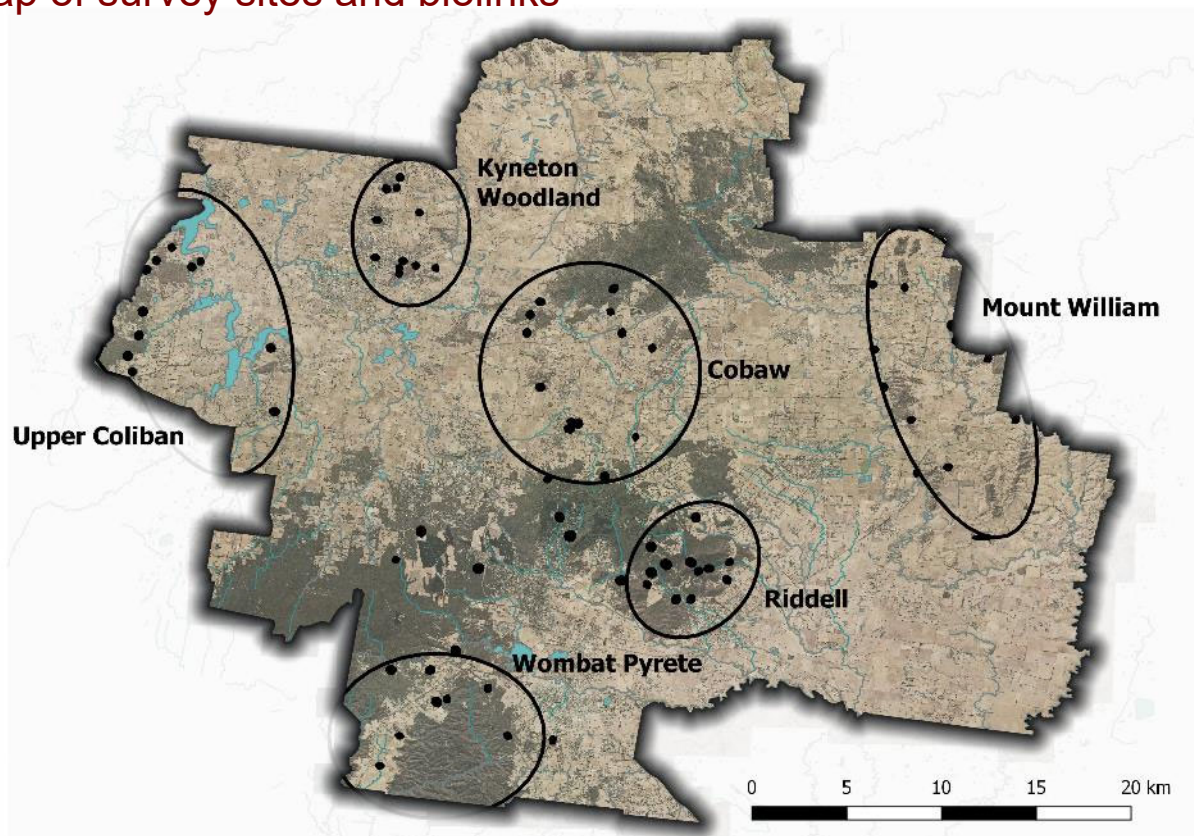 of survey sites and biolinks
Kyneton
Woodland
Mount William
Cobaw
Upper Coliban
Riddell
Wombat Pyrete
0 5 10 15 20 km